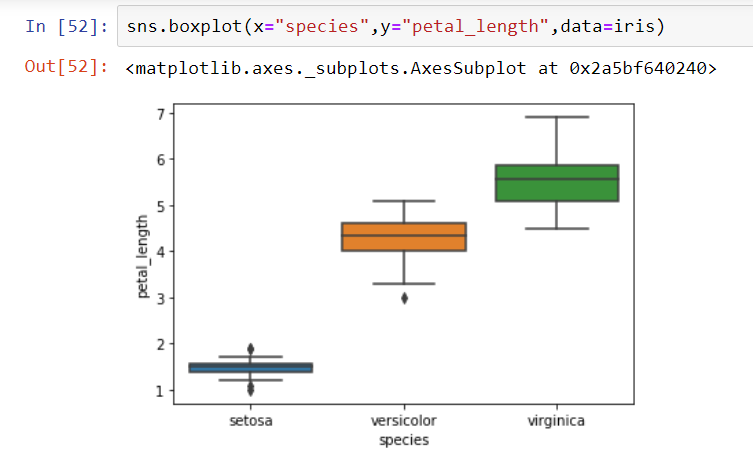 In [52]: sns.boxplot(x="species",y="petal_length",data=iris)
Out[52]: <matplotlib.axes._subplots.AxesSubplot at 0x2a5bf640240>
7
6
5
4
3
2
1
petal_length
setosa versicolor virginica
species